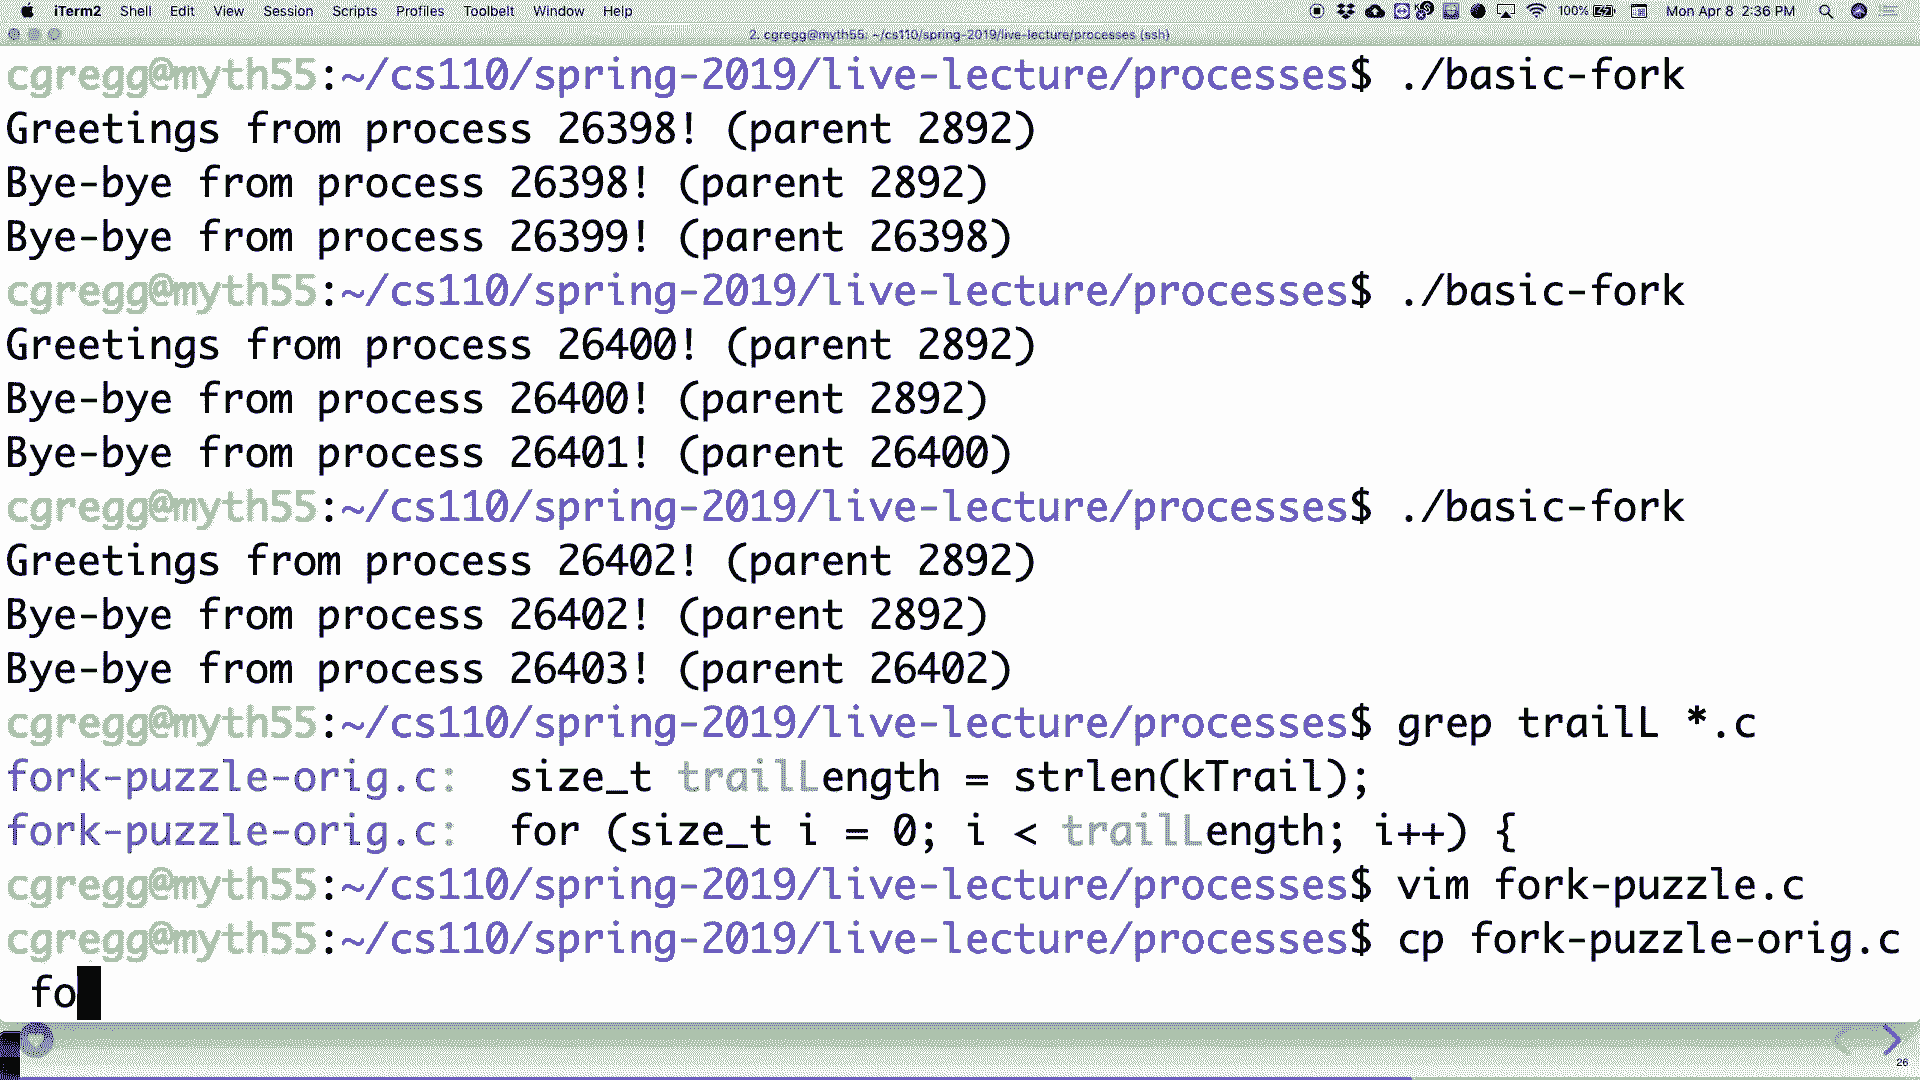 iTerm2 Shell Edit View Session Scripts Profiles Toolbelt Window Help 100% Mon Apr 8 2:36 PM
2. cgregg@myth55: ~/cs110/spring-2019/live-lecture/processes (ssh)
cgregg@myth55:~/cs110/spring-2019/live-lecture/processes$ ./basic-fork
Greetings from process 26398! (parent 2892)
Bye-bye from process 26398! (parent 2892)
Bye-bye from process 26399! (parent 26398)
cgregg@myth55:~/cs110/spring-2019/live-lecture/processes$ ./basic-fork
Greetings from process 26400! (parent 2892)
Bye-bye from process 26400! (parent 2892)
Bye-bye from process 26401! (parent 26400)
cgregg@myth55:~/cs110/spring-2019/live-lecture/processes$ ./basic-fork
Greetings from process 26402! (parent 2892)
Bye-bye from process 26402! (parent 2892)
Bye-bye from process 26403! (parent 26402)
cgregg@myth55:~/cs110/spring-2019/live-lecture/processes$ grep trailL *.c
fork-puzzle-orig.c:  size_t trailLength = strlen(kTrail);
fork-puzzle-orig.c:  for (size_t i = 0; i < trailLength; i++) {
cgregg@myth55:~/cs110/spring-2019/live-lecture/processes$ vim fork-puzzle.c
cgregg@myth55:~/cs110/spring-2019/live-lecture/processes$ cp fork-puzzle-orig.c
 fo
26